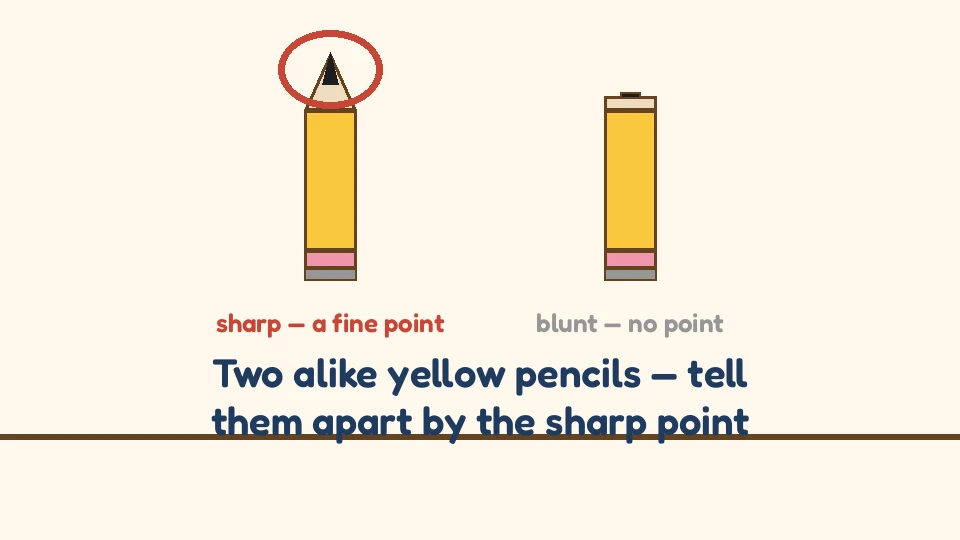 sharp — a fine point
blunt — no point
Two alike yellow pencils — tell
them apart by the sharp point